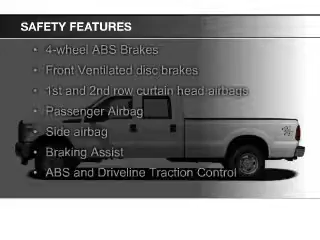 SAFETY FEATURES
• 4-wheel ABS Brakes
• Front Ventilated disc brakes
• 1st and 2nd row curtain head airbags
• Passenger Airbag
• Side airbag
• Braking Assist
• ABS and Driveline Traction Control